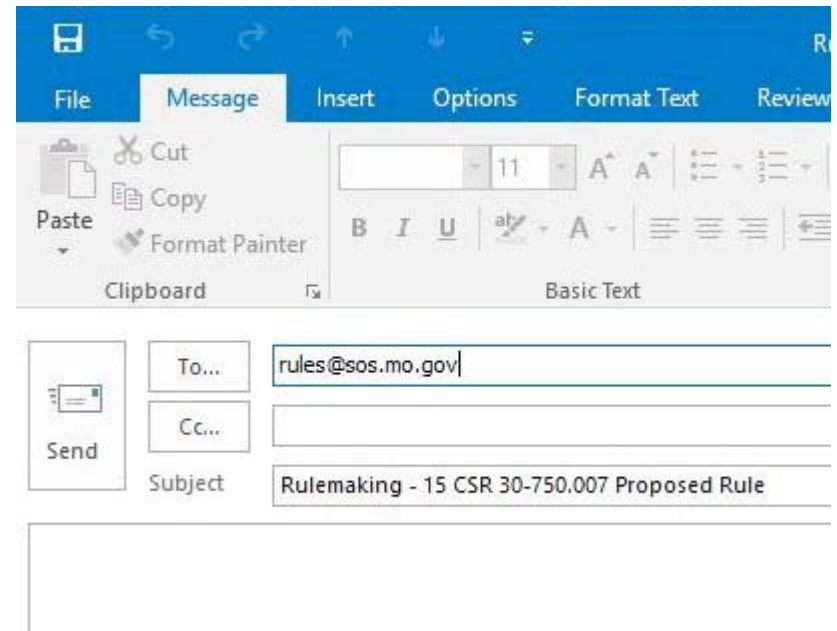 File Message Insert Options Format Text Review
Cut
Copy
Paste
Format Painter
11
B I U
Clipboard
Basic Text
To... rules@sos.mo.gov
Cc...
Send
Subject Rulemaking - 15 CSR 30-750.007 Proposed Rule